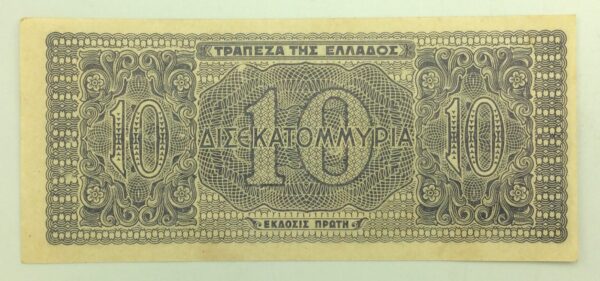 ΤΡΑΠΕΖΑ ΤΗΣ ΕΛΛΑΔΟΣ
10 10 10
ΔΙΣΕΚΑΤΟΜΜΥΡΙΑ
ΕΚΔΟΣΙΣ ΠΡΩΤΗ